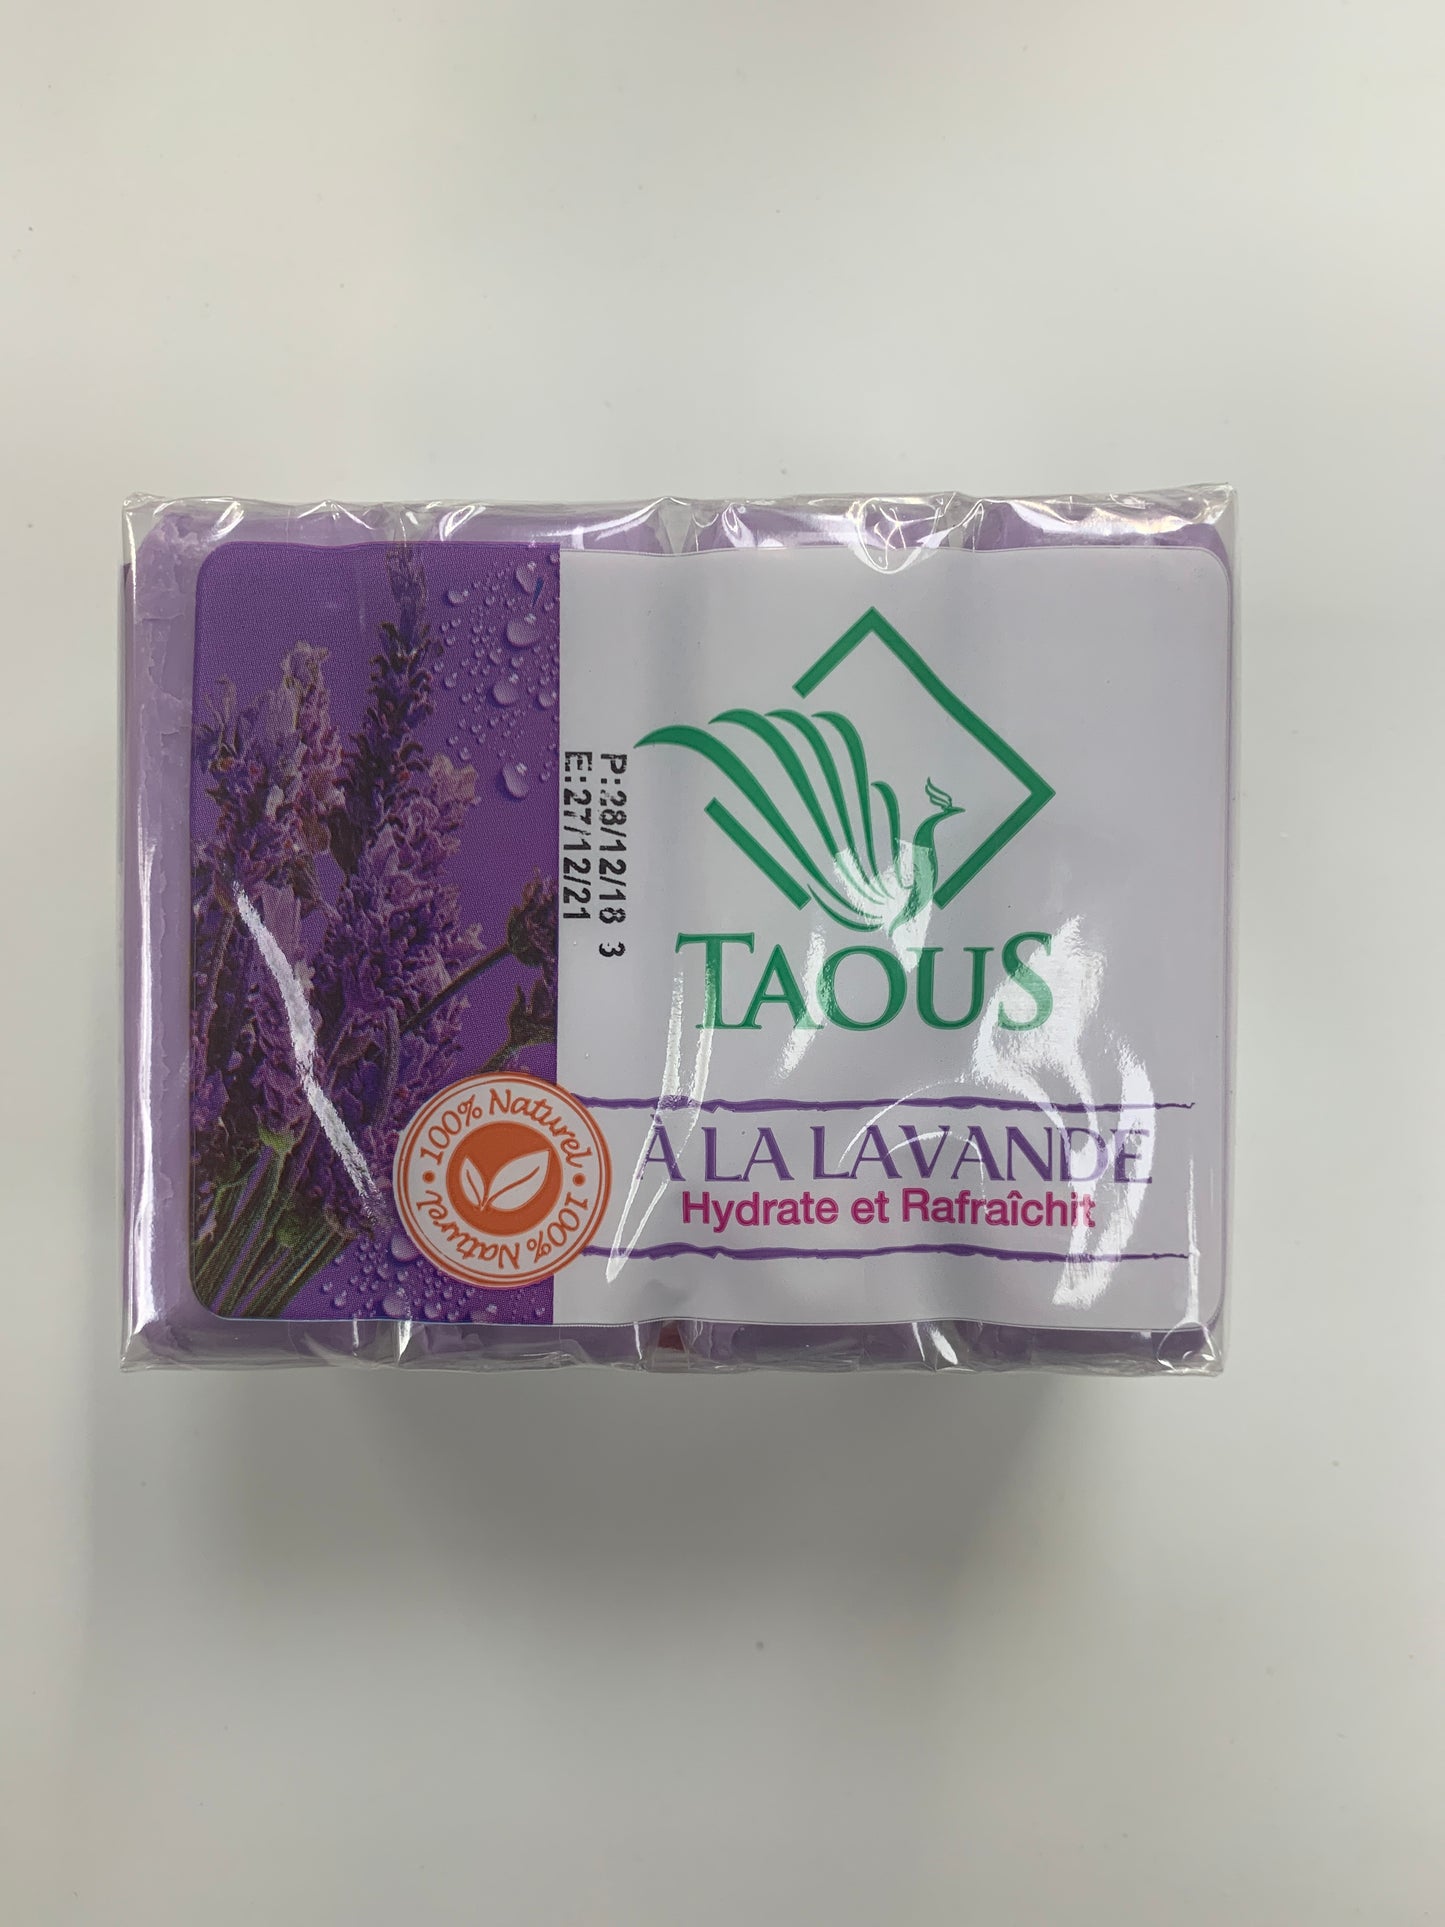 P:28/12/18 3
E:27/12/21
TAOUS
À LA LAVANDE
Hydrate et Rafraîchit
100% Naturel • 100% Naturel •